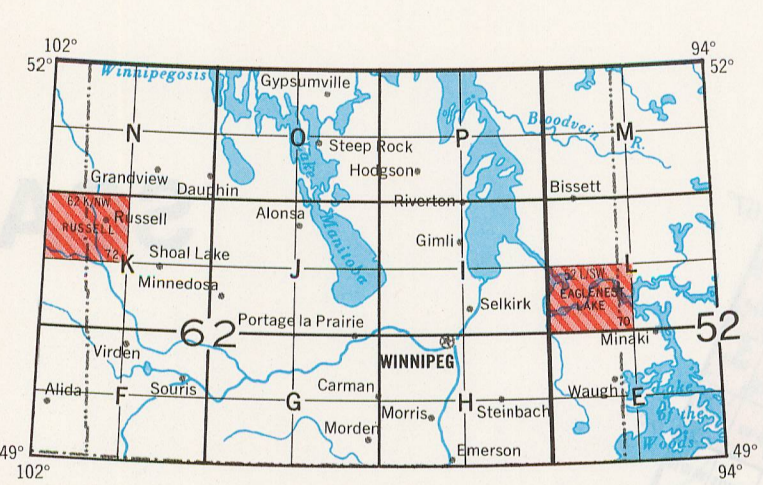 102°
94°
52°
52°
Winnipegosis
Gypsumville
Bloodvein
R.
N
O
P
M
Steep Rock
Lake
Manitoba
Hodgson
Grandview
Dauphin
Bissett
62 K/NW
RUSSELL
72
Russell
Riverton
Alonsa
Gimli
Shoal Lake
K
J
I
L
52 L/SW
EAGLENEST
LAKE
70
Minnedosa
Selkirk
62
Portage la Prairie
52
Virden
WINNIPEG
Minaki
Alida
F
Souris
Carman
Waugh
E
Lake
of the
Woods
G
Morris
H
Steinbach
Morden
Emerson
49°
49°
102°
94°